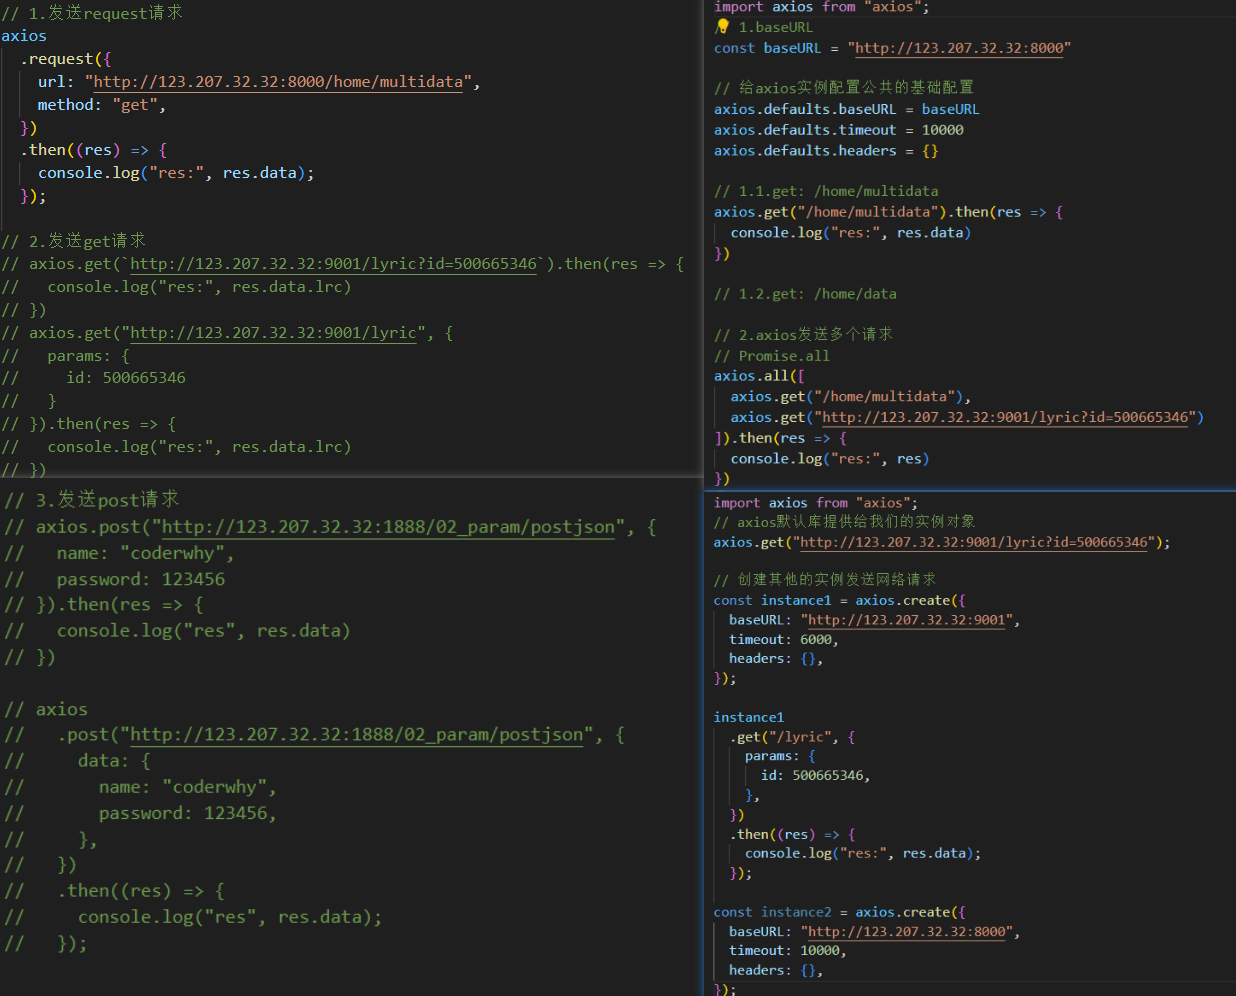 // 1.发送request请求
axios
  .request({
    url: "http://123.207.32.32:8000/home/multidata",
    method: "get",
  })
  .then((res) => {
    console.log("res:", res.data);
  });

// 2.发送get请求
// axios.get(`http://123.207.32.32:9001/lyric?id=500665346`).then(res => {
//   console.log("res:", res.data.lrc)
// })
// axios.get("http://123.207.32.32:9001/lyric", {
//   params: {
//     id: 500665346
//   }
// }).then(res => {
//   console.log("res:", res.data.lrc)
// })
// 3.发送post请求
// axios.post("http://123.207.32.32:1888/02_param/postjson", {
//   name: "coderwhy",
//   password: 123456
// }).then(res => {
//   console.log("res", res.data)
// })

// axios
//   .post("http://123.207.32.32:1888/02_param/postjson", {
//     data: {
//       name: "coderwhy",
//       password: 123456,
//     },
//   })
//   .then((res) => {
//     console.log("res", res.data);
//   });
import axios from "axios";
// 1.baseURL
const baseURL = "http://123.207.32.32:8000"

// 给axios实例配置公共的基础配置
axios.defaults.baseURL = baseURL
axios.defaults.timeout = 10000
axios.defaults.headers = {}

// 1.1.get: /home/multidata
axios.get("/home/multidata").then(res => {
  console.log("res:", res.data)
})

// 1.2.get: /home/data

// 2.axios发送多个请求
// Promise.all
axios.all([
  axios.get("/home/multidata"),
  axios.get("http://123.207.32.32:9001/lyric?id=500665346")
]).then(res => {
  console.log("res:", res)
})
import axios from "axios";
// axios默认库提供给我们的实例对象
axios.get("http://123.207.32.32:9001/lyric?id=500665346");

// 创建其他的实例发送网络请求
const instance1 = axios.create({
  baseURL: "http://123.207.32.32:9001",
  timeout: 6000,
  headers: {},
});

instance1
  .get("/lyric", {
    params: {
      id: 500665346,
    },
  })
  .then((res) => {
    console.log("res:", res.data);
  });

const instance2 = axios.create({
  baseURL: "http://123.207.32.32:8000",
  timeout: 10000,
  headers: {},
});